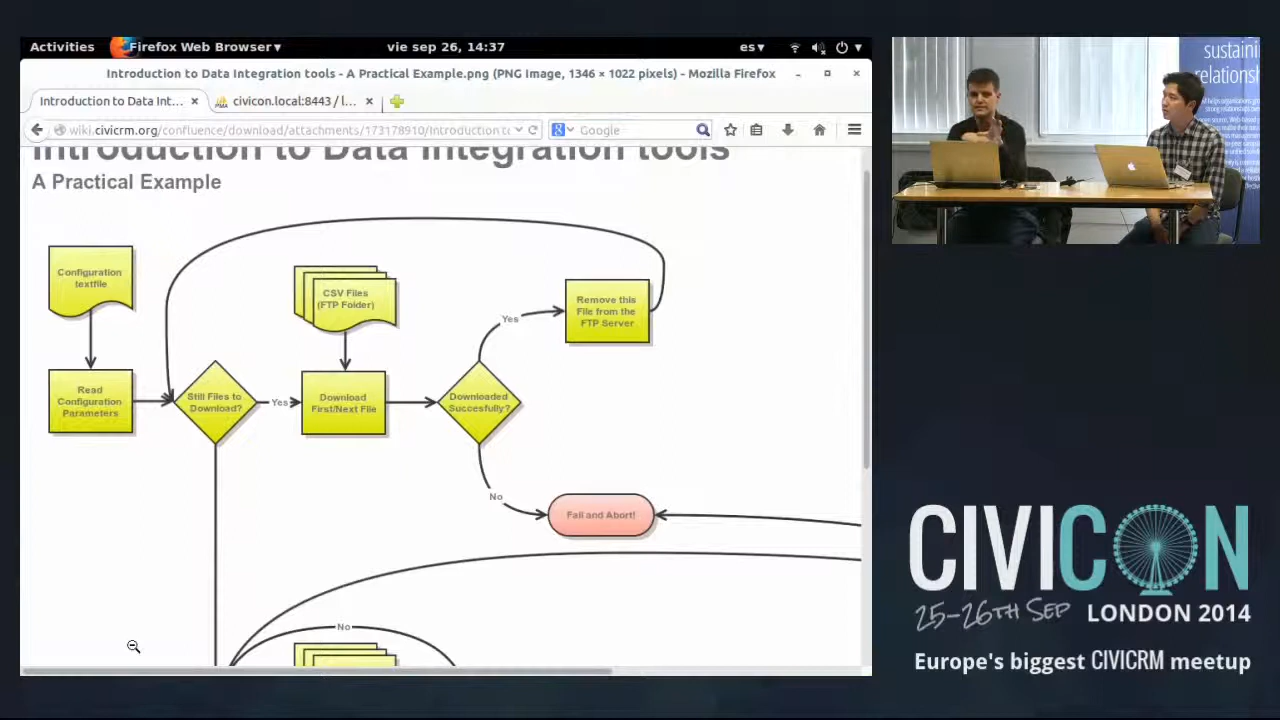 Activities
Firefox Web Browser
vie sep 26, 14:37
es
Introduction to Data Integration tools - A Practical Example.png (PNG Image, 1346 × 1022 pixels) - Mozilla Firefox
Introduction to Data Int...
civicon.local:8443 / l...
wiki.civicrm.org/confluence/download/attachments/173178910/Introduction
Google
Introduction to Data Integration tools
A Practical Example
Configuration
textfile
CSV Files
(FTP Folder)
Remove this
File from the
FTP Server
Yes
Read
Configuration
Parameters
Still Files to
Download?
Yes
Download
First/Next File
Downloaded
Succesfully?
No
Fail and Abort!
No
sustaini
relationsh
CIVICON
25-26TH SEP LONDON 2014
Europe's biggest CIVICRM meetup